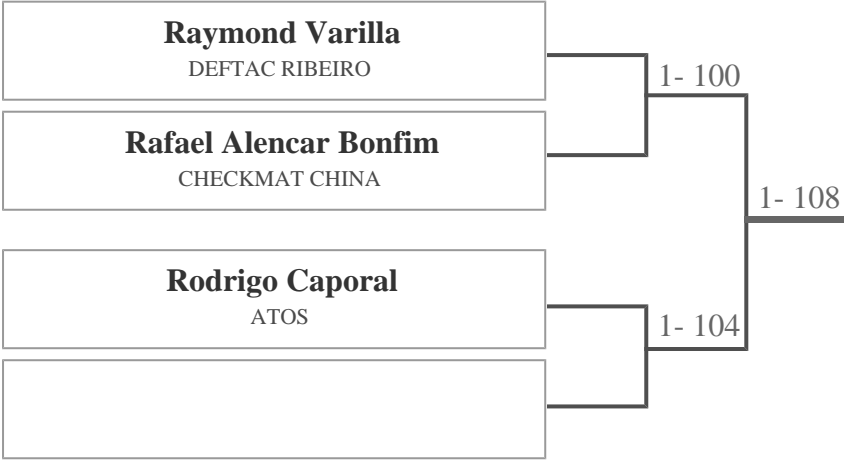 Raymond Varilla
DEFTAC RIBEIRO
1- 100
Rafael Alencar Bonfim
CHECKMAT CHINA
1- 108
Rodrigo Caporal
ATOS
1- 104